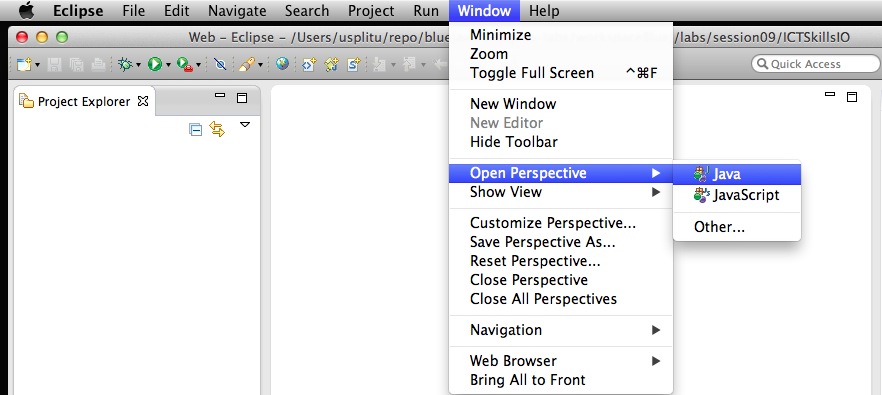 Eclipse File Edit Navigate Search Project Run Window Help
Web – Eclipse – /Users/usplitu/repo/blue /labs/session09/ICTSkillsIO
Quick Access
Project Explorer
Minimize
Zoom
Toggle Full Screen ^⌘F
New Window
New Editor
Hide Toolbar
Open Perspective
Java
Show View
JavaScript
Customize Perspective...
Other...
Save Perspective As...
Reset Perspective...
Close Perspective
Close All Perspectives
Navigation
Web Browser
Bring All to Front